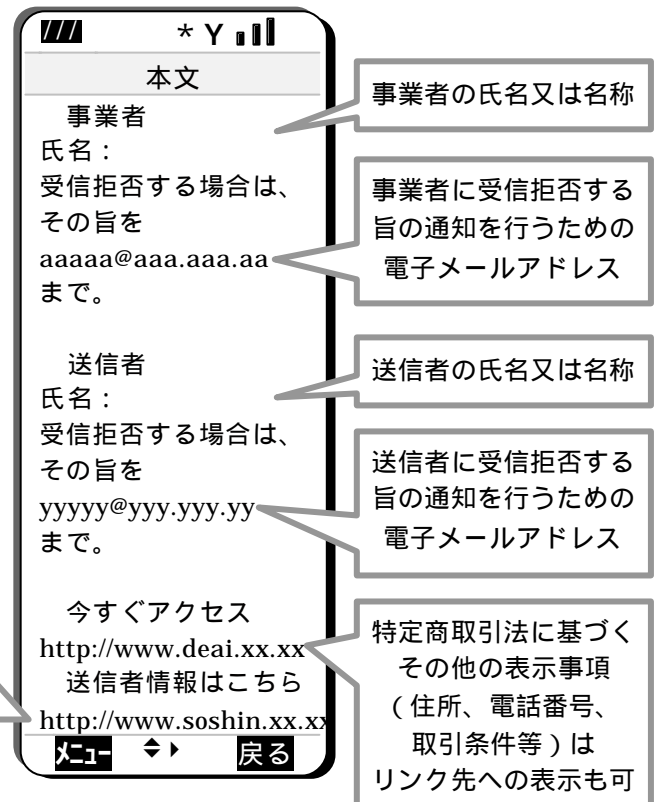 本文
事業者
氏名：
受信拒否する場合は、
その旨を
aaaaa@aaa.aaa.aa
まで。
送信者
氏名：
受信拒否する場合は、
その旨を
yyyyy@yyy.yyy.yy
まで。
今すぐアクセス
http://www.deai.xx.xx
送信者情報はこちら
http://www.soshin.xx.xx
メニュー
戻る
事業者の氏名又は名称
事業者に受信拒否する
旨の通知を行うための
電子メールアドレス
送信者の氏名又は名称
送信者に受信拒否する
旨の通知を行うための
電子メールアドレス
特定商取引法に基づく
その他の表示事項
（住所、電話番号、
取引条件等）は
リンク先への表示も可